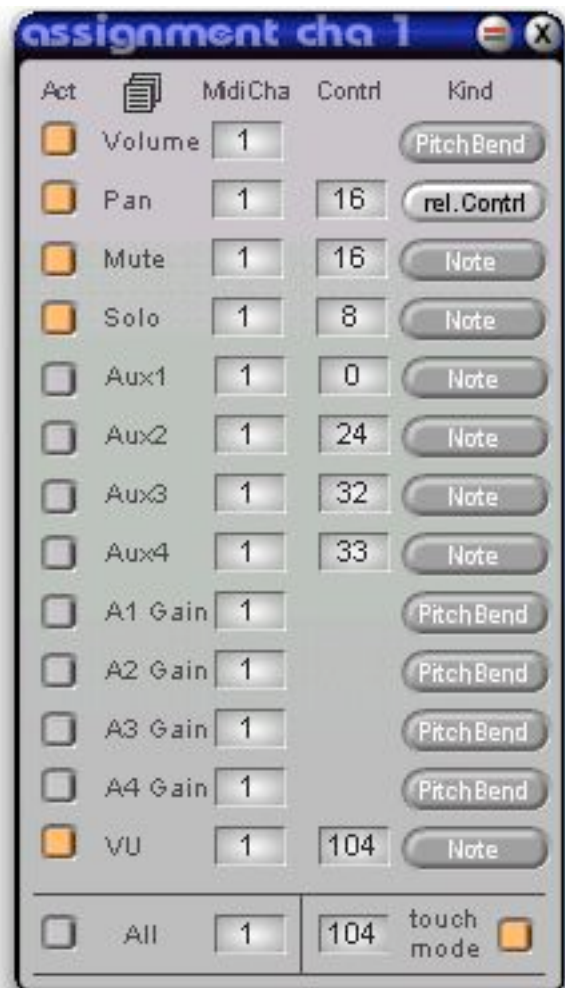 assignment cha 1 X
Act MidiCha Contrl Kind
Volume 1 PitchBend
Pan 1 16 rel.Contrl
Mute 1 16 Note
Solo 1 8 Note
Aux1 1 0 Note
Aux2 1 24 Note
Aux3 1 32 Note
Aux4 1 33 Note
A1 Gain 1 PitchBend
A2 Gain 1 PitchBend
A3 Gain 1 PitchBend
A4 Gain 1 PitchBend
VU 1 104 Note
All 1 104 touch
mode